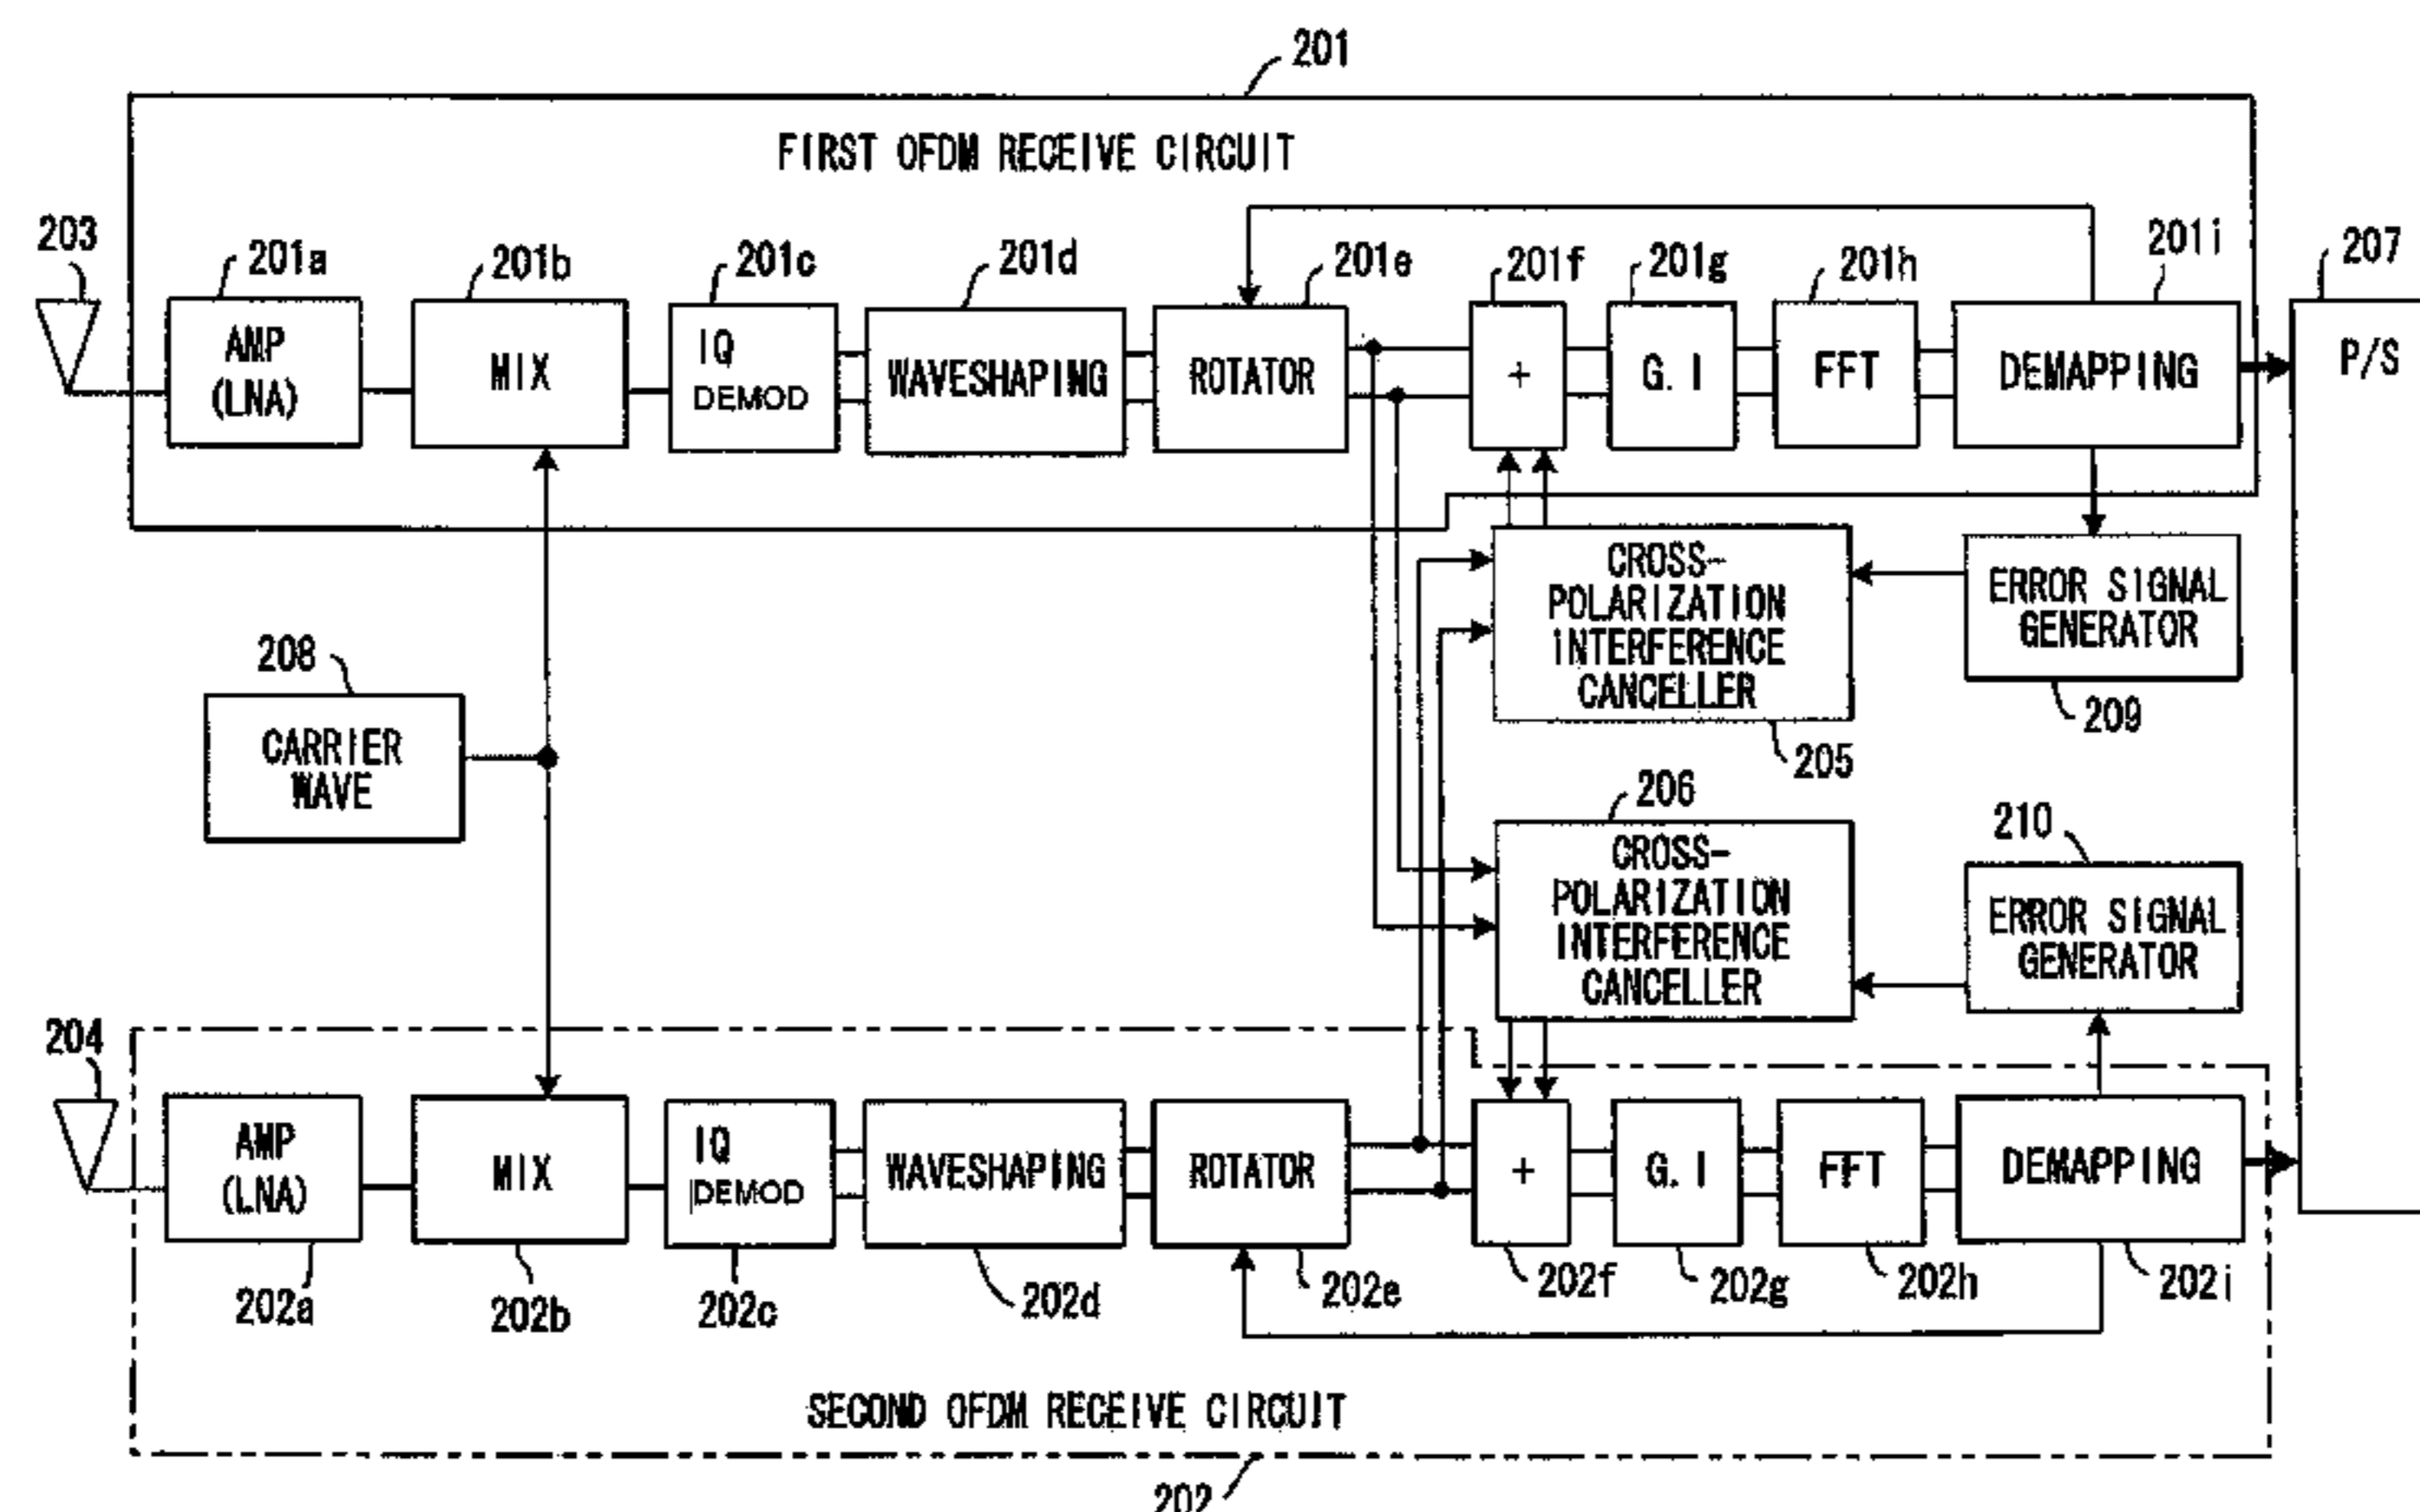 201
FIRST OFDM RECEIVE CIRCUIT
203
201a
201b
201c
201d
201e
201f
201g
201h
201i
207
AMP
(LNA)
MIX
IQ
DEMOD
WAVESHAPING
ROTATOR
+
G. I
FFT
DEMAPPING
P/S
CROSS-
POLARIZATION
INTERFERENCE
CANCELLER
205
ERROR SIGNAL
GENERATOR
209
208
CARRIER
WAVE
206
CROSS-
POLARIZATION
INTERFERENCE
CANCELLER
210
ERROR SIGNAL
GENERATOR
204
AMP
(LNA)
MIX
IQ
DEMOD
WAVESHAPING
ROTATOR
+
G. I
FFT
DEMAPPING
202a
202b
202c
202d
202e
202f
202g
202h
202i
SECOND OFDM RECEIVE CIRCUIT
202